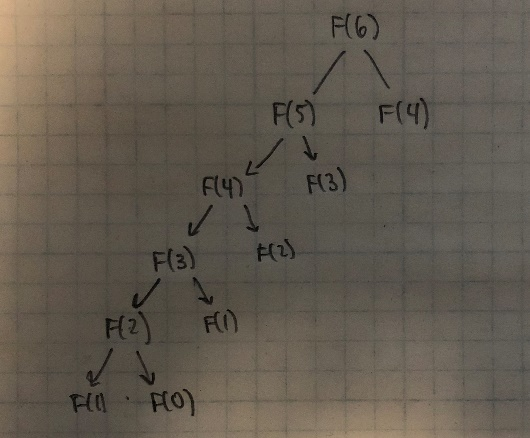 F(6)
F(5) F(4)
F(4) F(3)
F(3) F(2)
F(2) F(1)
F(1) F(0)